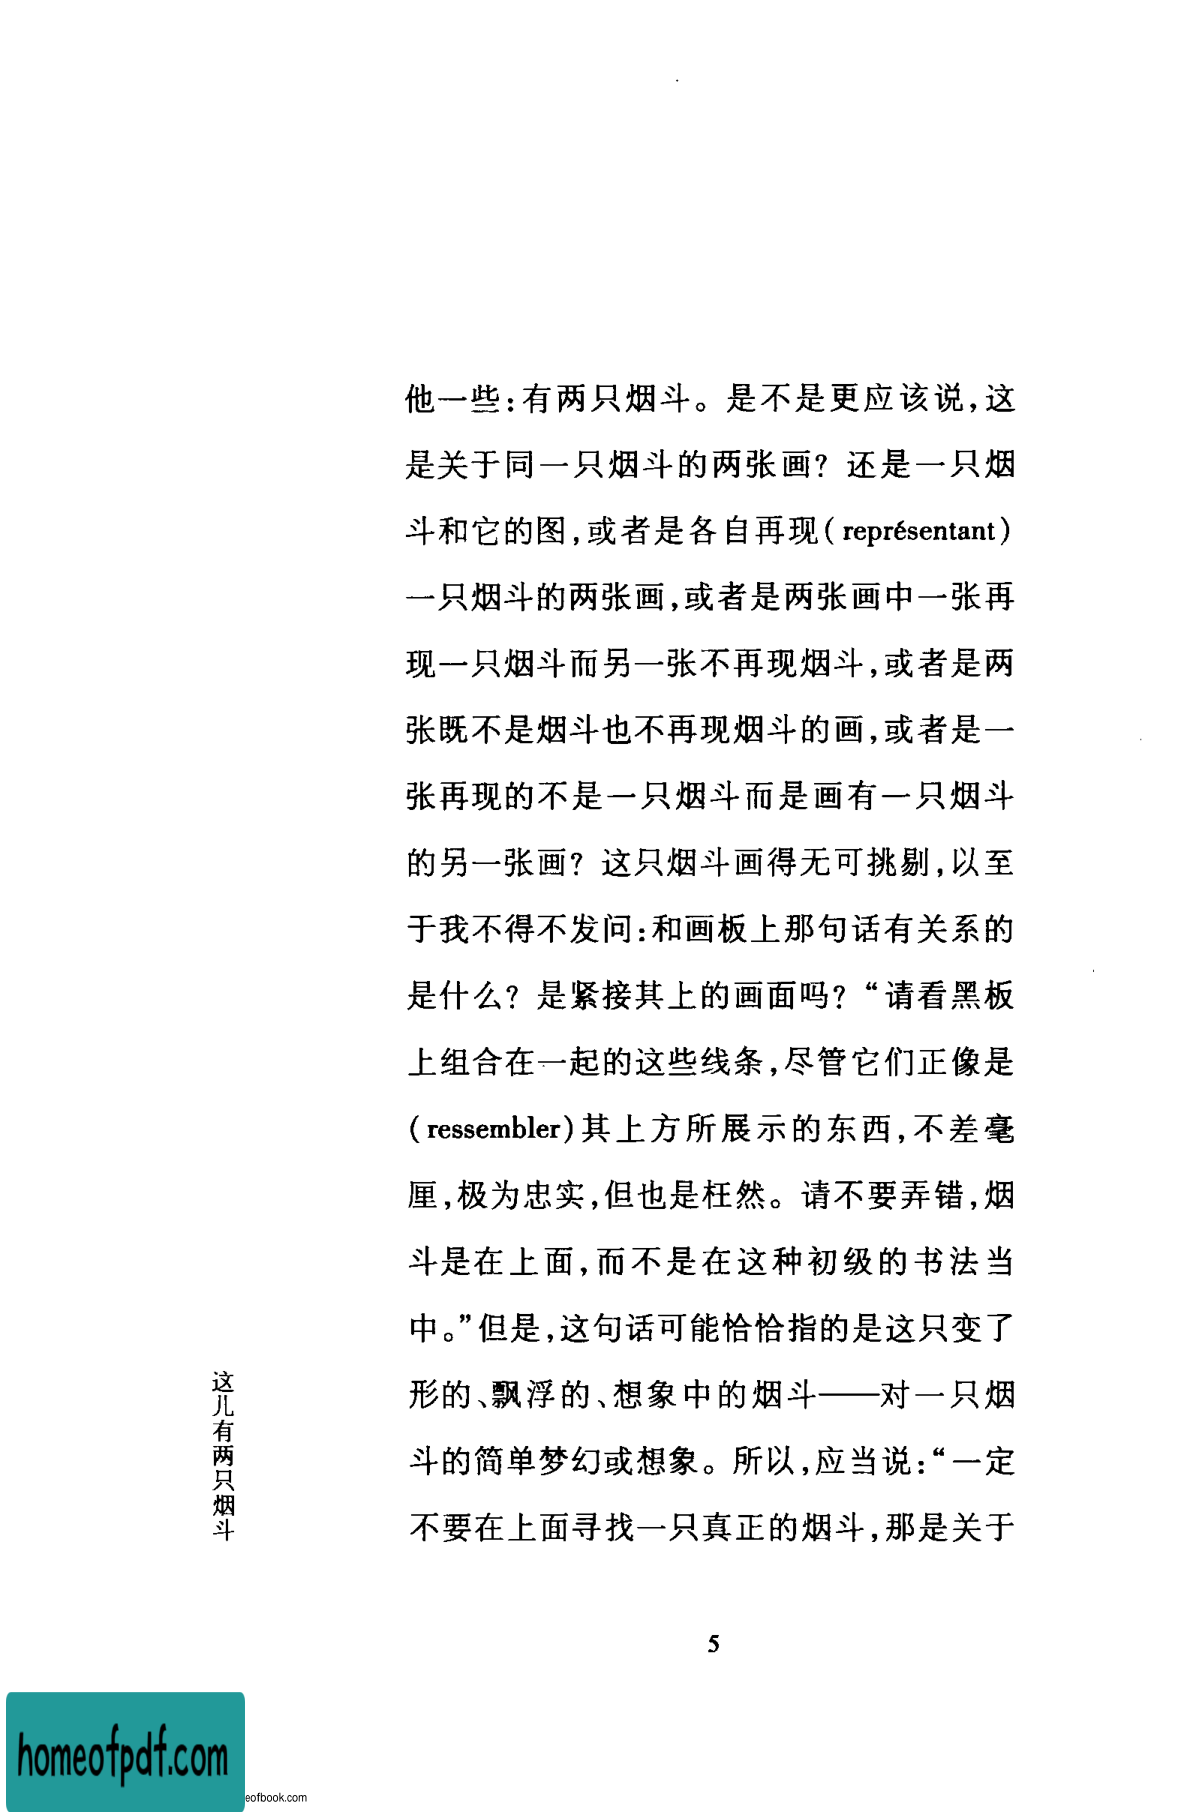 他一些：有两只烟斗。是不是更应该说，这
是关于同一只烟斗的两张画？还是一只烟
斗和它的图，或者是各自再现（représentant）
一只烟斗的两张画，或者是两张画中一张再
现一只烟斗而另一张不再现烟斗，或者是两
张既不是烟斗也不再现烟斗的画，或者是一
张再现的不是一只烟斗而是画有一只烟斗
的另一张画？这只烟斗画得无可挑剔，以至
于我不得不发问：和画板上那句话有关系的
是什么？是紧接其上的画面吗？“请看黑板
上组合在一起的这些线条，尽管它们正像是
（ressembler）其上方所展示的东西，不差毫
厘，极为忠实，但也是枉然。请不要弄错，烟
斗是在上面，而不是在这种初级的书法当
中。”但是，这句话可能恰恰指的是这只变了
形的、飘浮的、想象中的烟斗——对一只烟
斗的简单梦幻或想象。所以，应当说：“一定
不要在上面寻找一只真正的烟斗，那是关于
这儿有两只烟斗
5
homeofpdf.com
eofbook.com